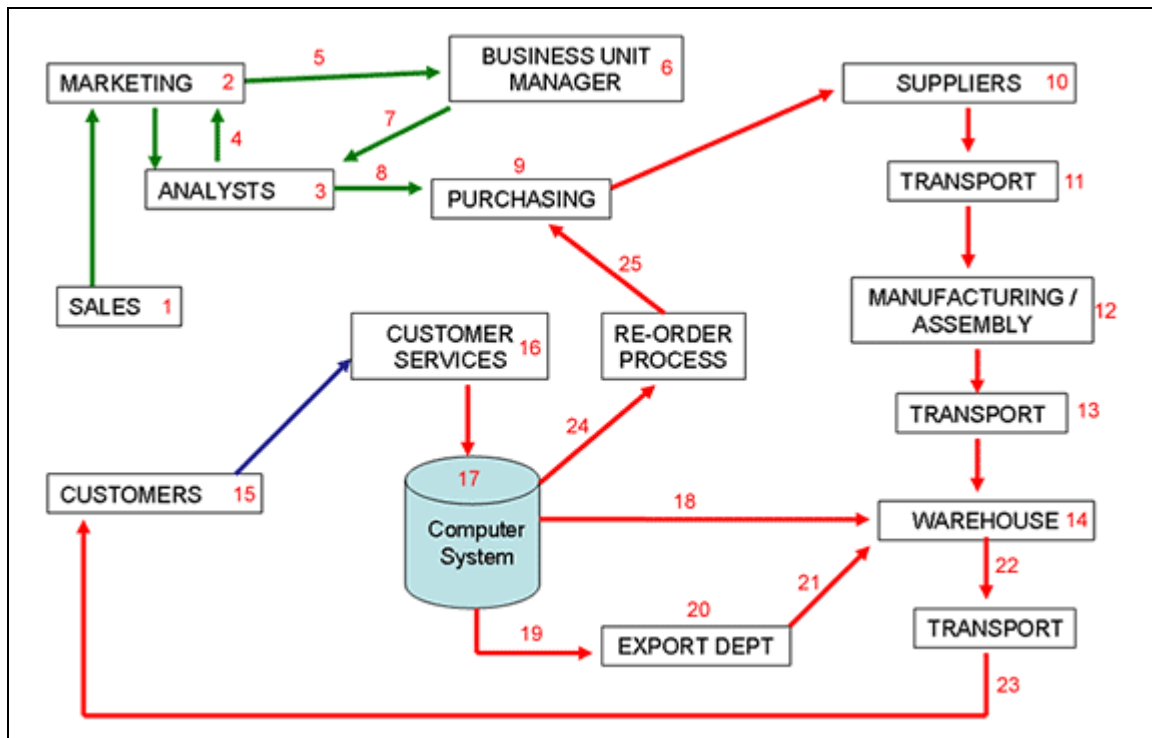 5
BUSINESS UNIT
MANAGER
6
MARKETING 2
SUPPLIERS 10
7
4
9
8
ANALYSTS 3
PURCHASING
TRANSPORT 11
25
SALES 1
MANUFACTURING /
ASSEMBLY
12
CUSTOMER
SERVICES
16
RE-ORDER
PROCESS
TRANSPORT 13
24
17
CUSTOMERS 15
18
WAREHOUSE 14
Computer
System
22
21
20
19
EXPORT DEPT
TRANSPORT
23